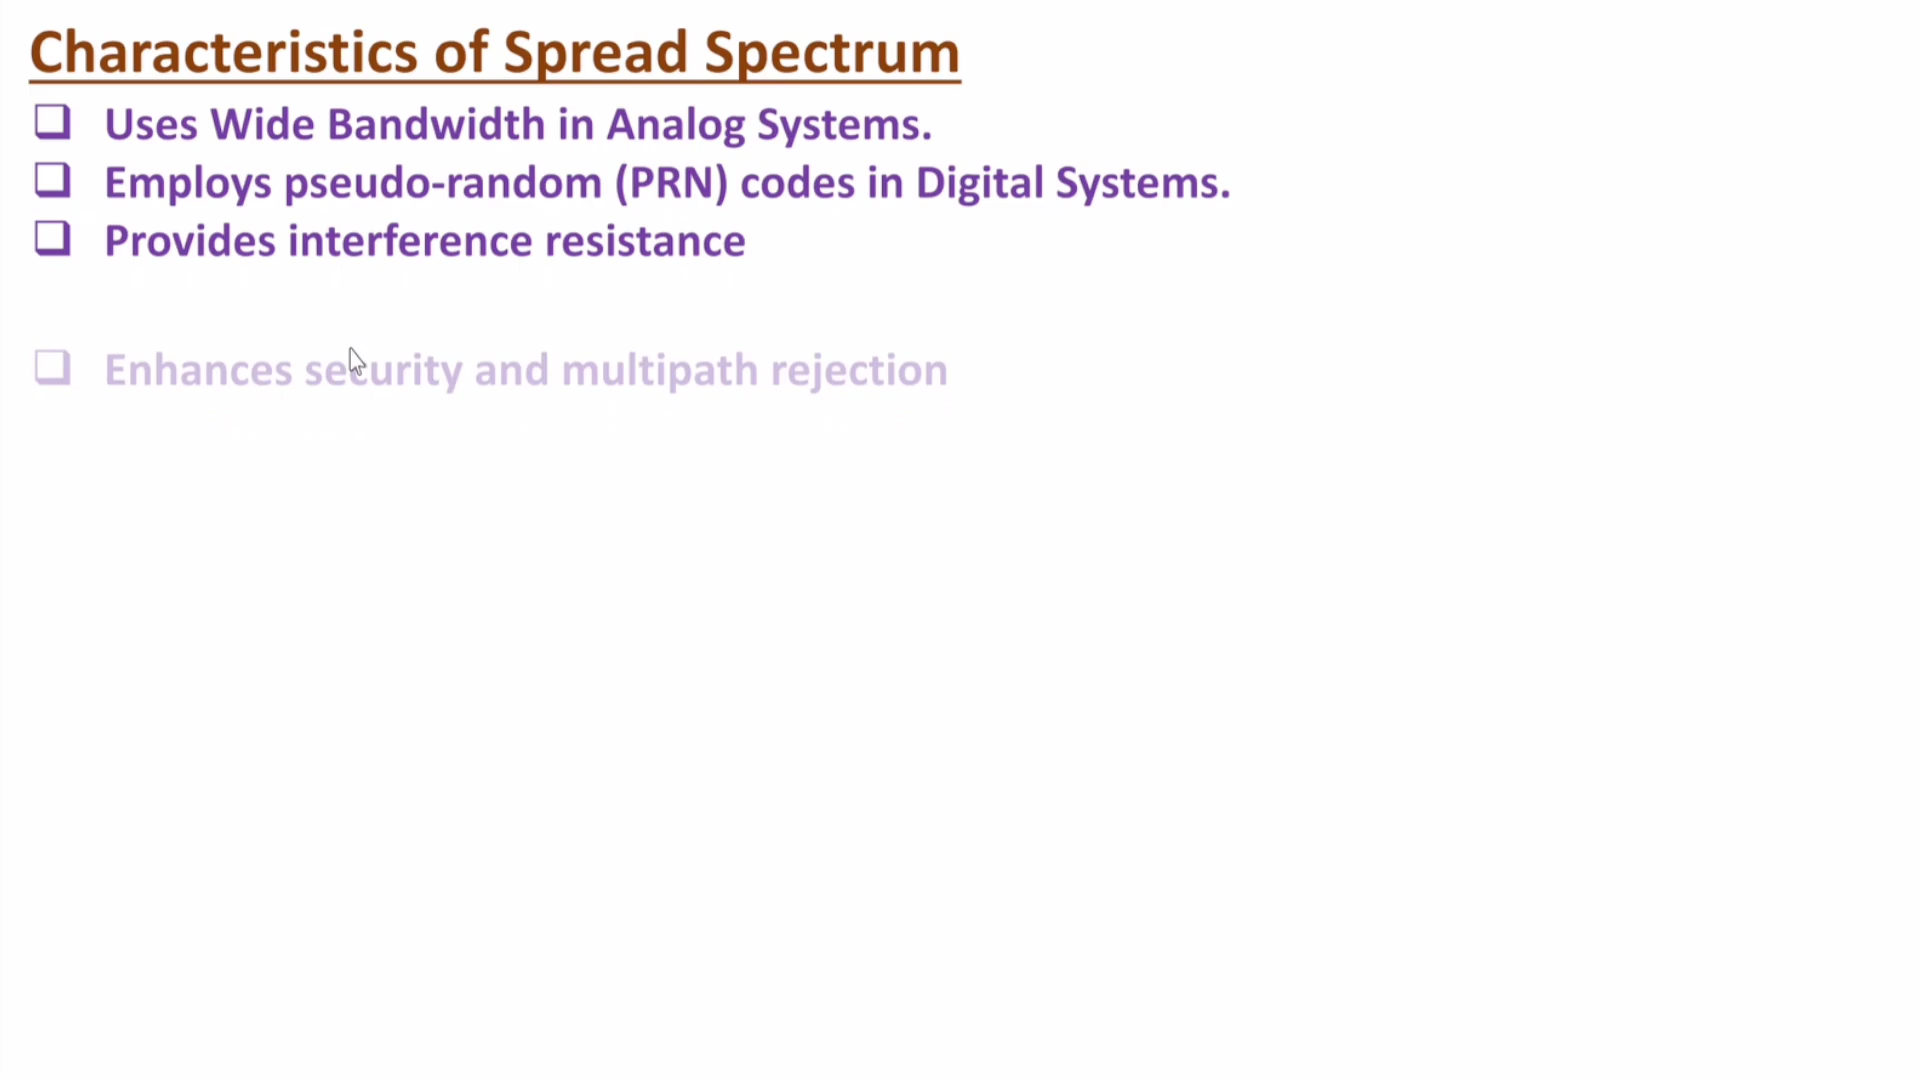 Characteristics of Spread Spectrum
❑ Uses Wide Bandwidth in Analog Systems.
❑ Employs pseudo-random (PRN) codes in Digital Systems.
❑ Provides interference resistance
❑ Enhances security and multipath rejection